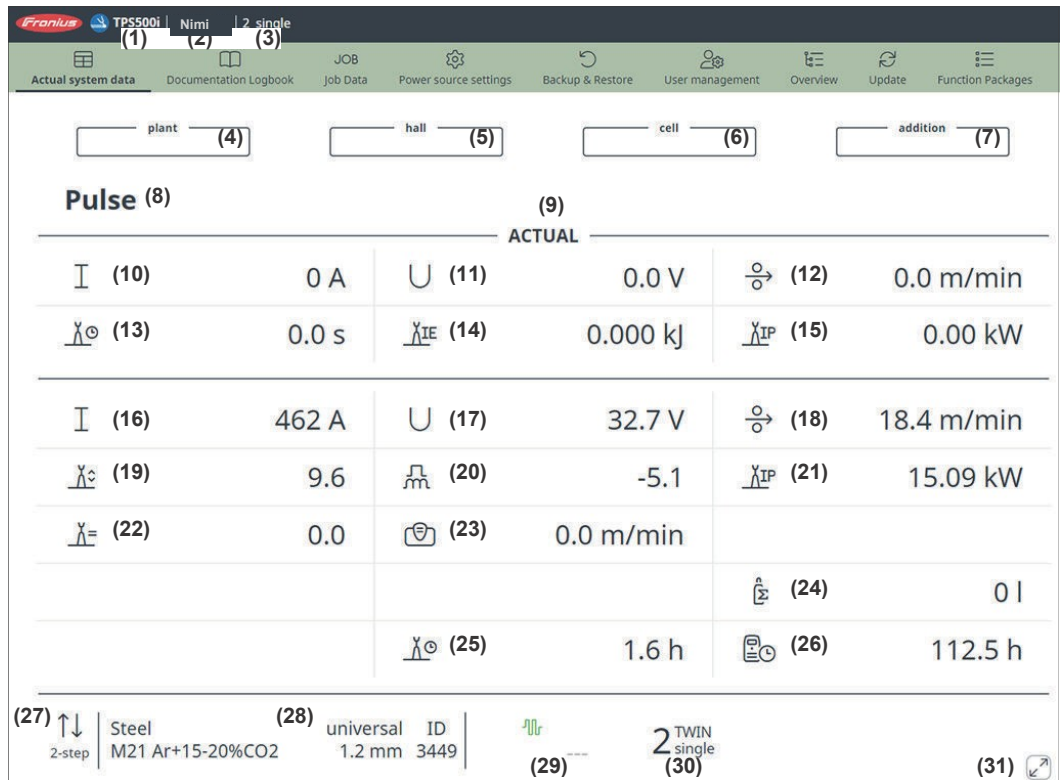 Fronius TPS500i Nimi 2 single
(1) (2) (3)
Actual system data Documentation Logbook JOB Job Data Power source settings Backup & Restore User management Overview Update Function Packages
plant (4) hall (5) cell (6) addition (7)
Pulse (8)
(9)
ACTUAL
(10) 0 A (11) 0.0 V (12) 0.0 m/min
(13) 0.0 s IE (14) 0.000 kJ IP (15) 0.00 kW
(16) 462 A (17) 32.7 V (18) 18.4 m/min
(19) 9.6 (20) -5.1 IP (21) 15.09 kW
(22) 0.0 (23) 0.0 m/min
Σ (24) 0 l
(25) 1.6 h (26) 112.5 h
(27) 2-step
Steel (28) universal ID
M21 Ar+15-20%CO2 1.2 mm 3449
--- (29)
2 TWIN single (30)
(31)